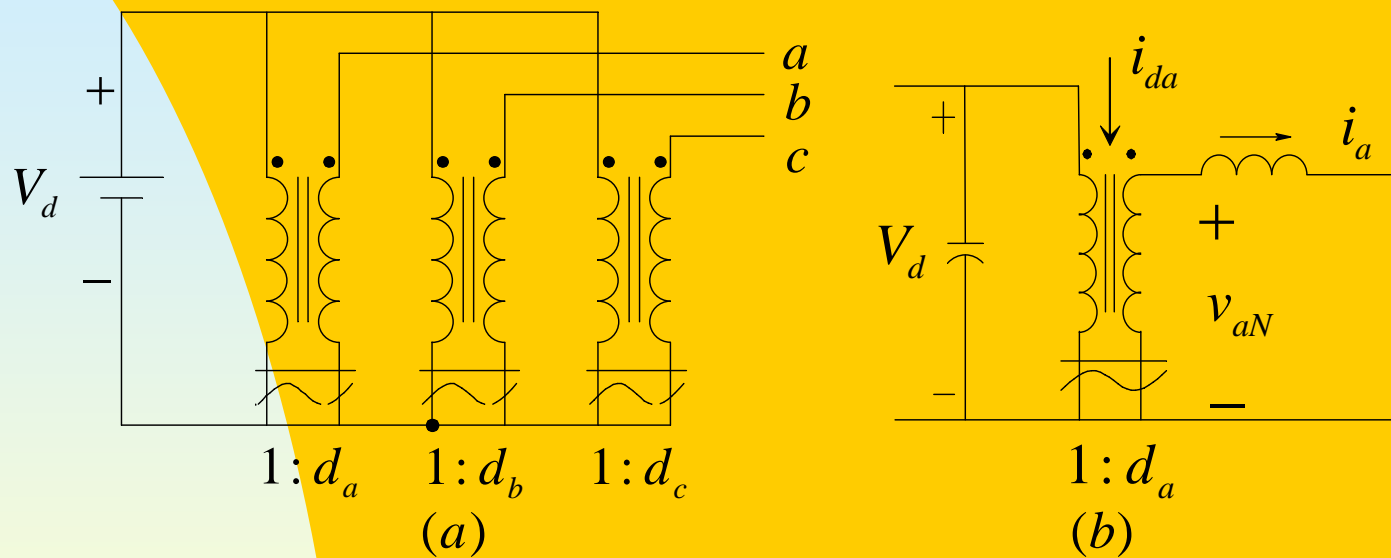 +
V_d
−
a
b
c
1:d_a
1:d_b
1:d_c
(a)
i_da
i_a
+
V_d
−
+
v_aN
−
1:d_a
(b)